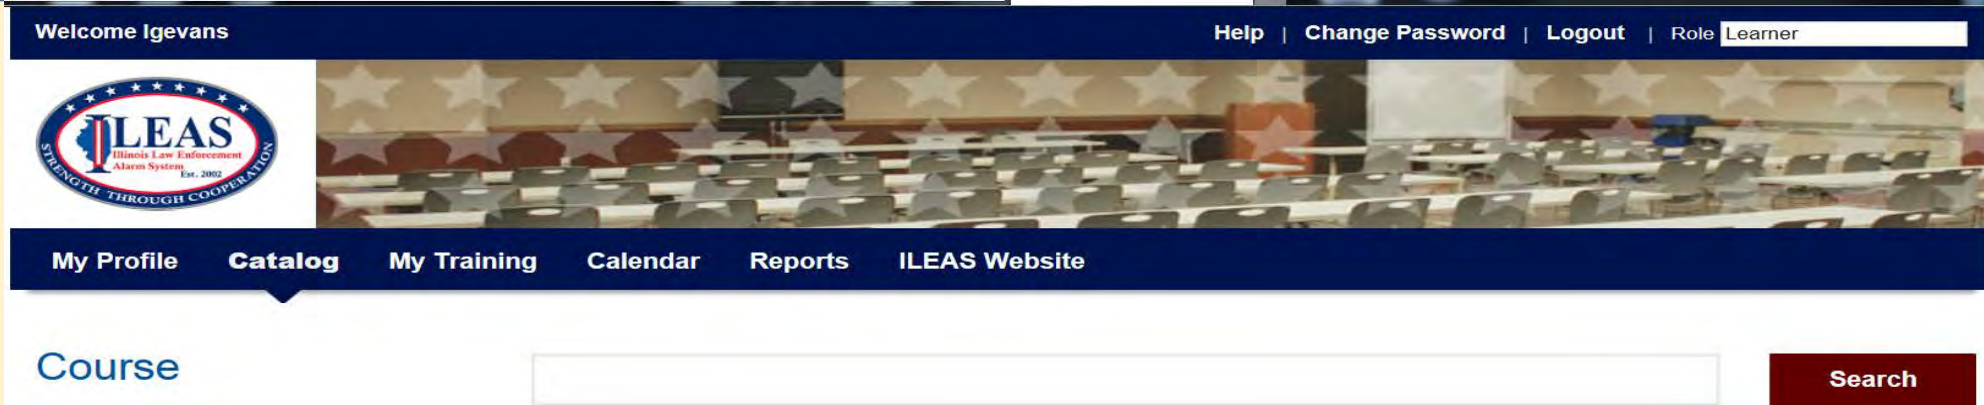 Welcome lgevans
Help | Change Password | Logout | Role Learner
ILEAS
Illinois Law Enforcement
Alarm System
Est. 2002
STRENGTH THROUGH COOPERATION
My Profile Catalog My Training Calendar Reports ILEAS Website
Course
Search